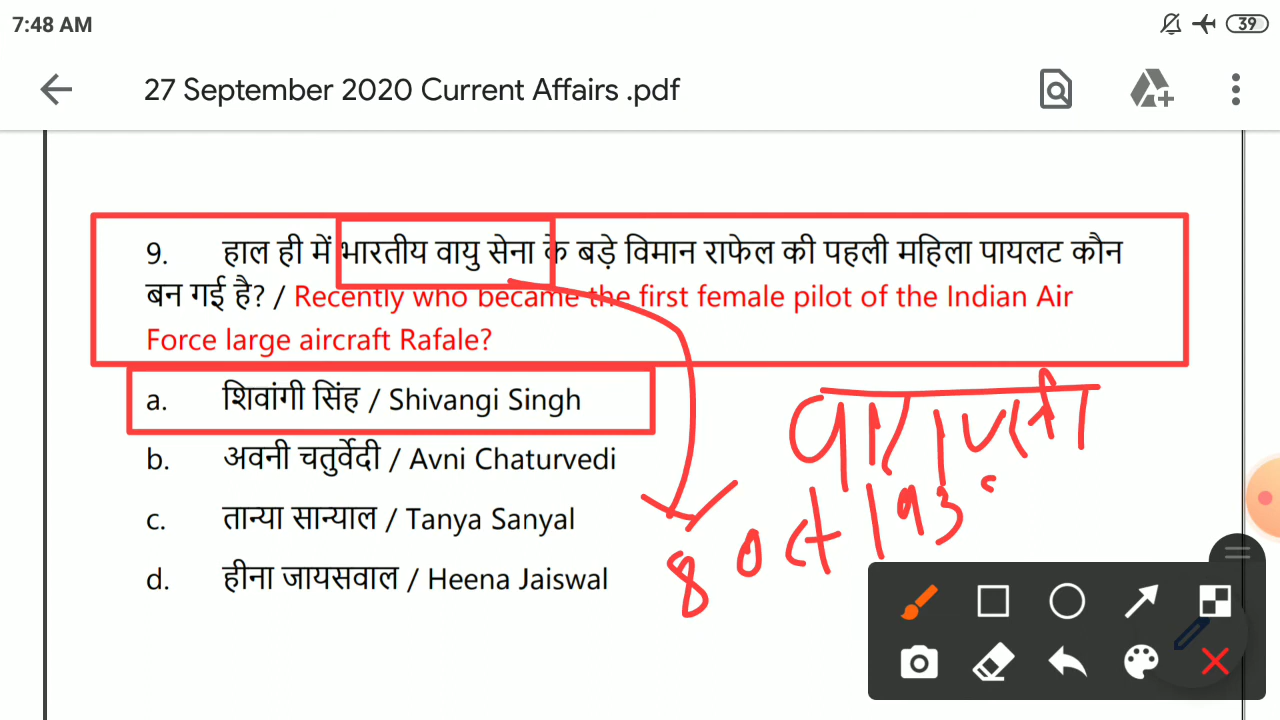 7:48 AM
39
27 September 2020 Current Affairs .pdf
9. हाल ही में भारतीय वायु सेना के बड़े विमान राफेल की पहली महिला पायलट कौन
बन गई है? / Recently who became the first female pilot of the Indian Air
Force large aircraft Rafale?
a. शिवांगी सिंह / Shivangi Singh
b. अवनी चतुर्वेदी / Avni Chaturvedi
c. तान्या सान्याल / Tanya Sanyal
d. हीना जायसवाल / Heena Jaiswal
8 oct